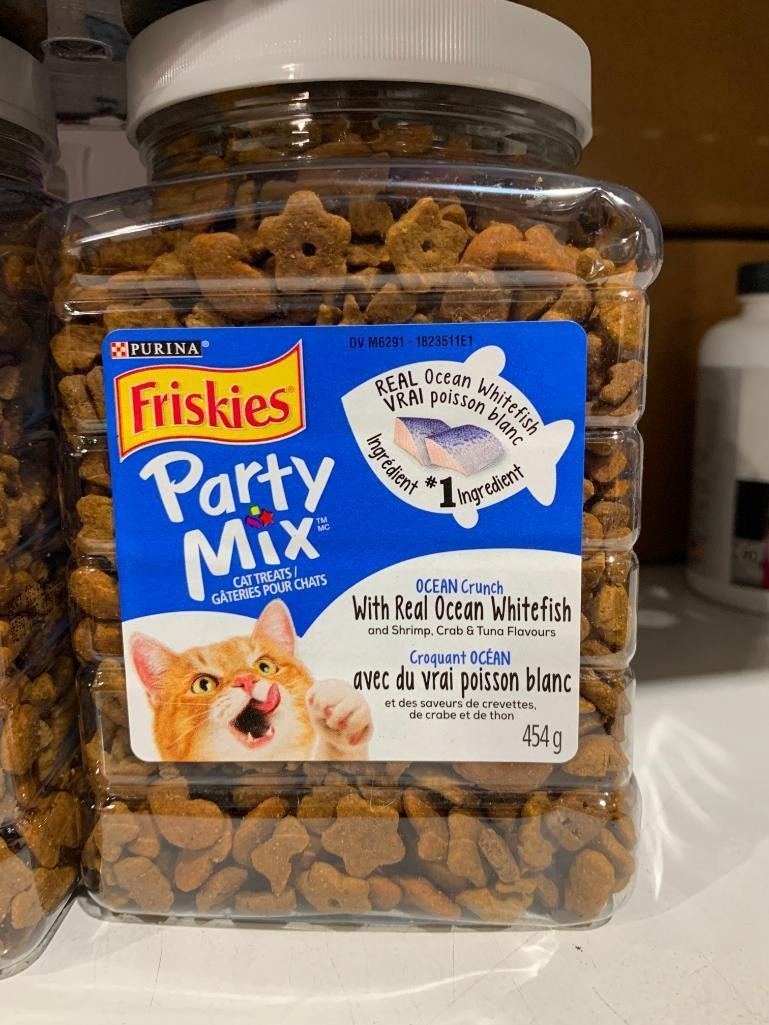 PURINA®
DV M6291 - 1823511E1
Friskies®
REAL Ocean Whitefish
VRAI poisson blanc
Ingrédient #1 Ingredient
Party
Mix™ MC
CAT TREATS /
GÂTERIES POUR CHATS
OCEAN Crunch
With Real Ocean Whitefish
and Shrimp, Crab & Tuna Flavours
Croquant OCÉAN
avec du vrai poisson blanc
et des saveurs de crevettes,
de crabe et de thon
454 g